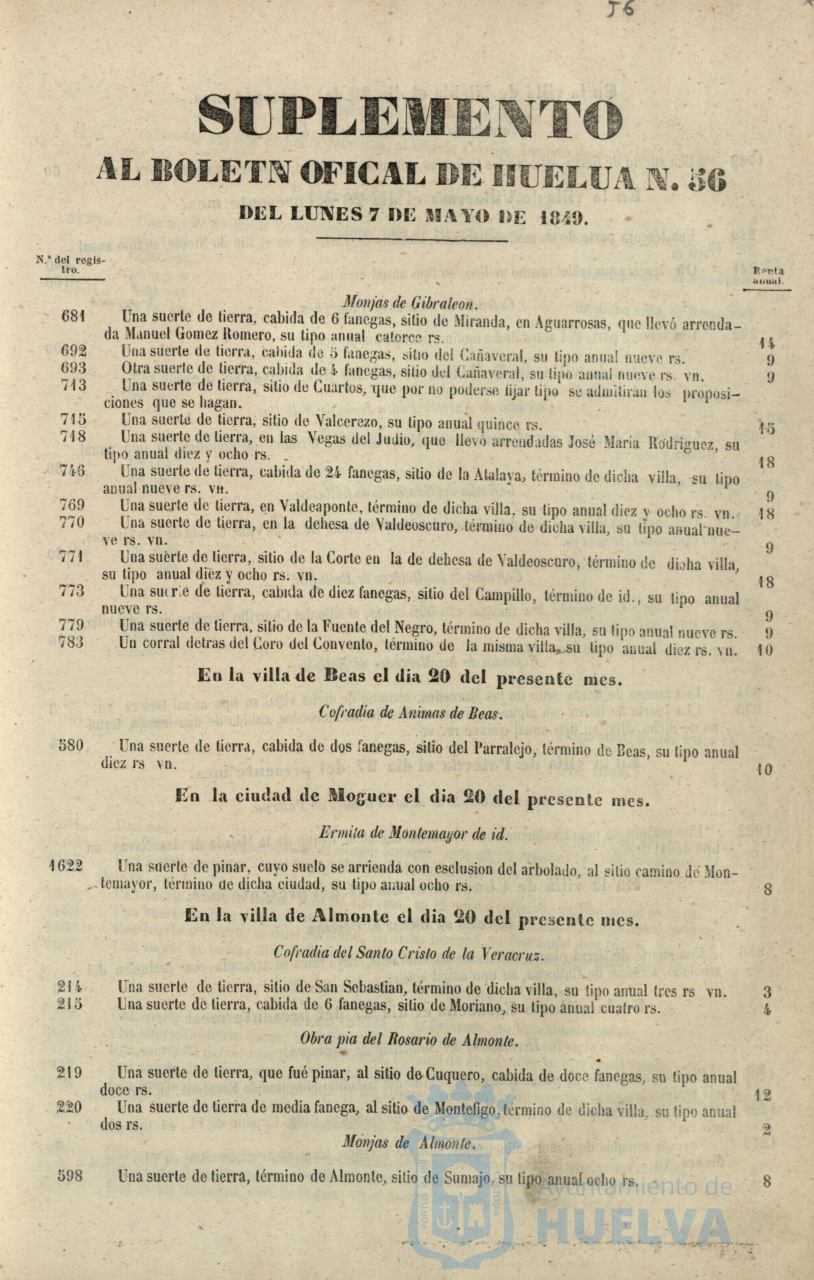 56
SUPLEMENTO
AL BOLETN OFICAL DE HUELUA N. 56
DEL LUNES 7 DE MAYO DE 1849.
N.º del regis-
tro.
Renta
anual.
Monjas de Gibraleon.
681 Una suerte de tierra, cabida de 6 fanegas, sitio de Miranda, en Aguarrosas, que llevó arrenda-
da Manuel Gomez Romero, su tipo anual catorce rs. 14
692 Una suerte de tierra, cabida de 5 fanegas, sitio del Cañaveral, su tipo anual nueve rs. 9
693 Otra suerte de tierra, cabida de 4 fanegas, sitio del Cañaveral, su tipo anual nueve rs. vn. 9
713 Una suerte de tierra, sitio de Cuartos, que por no poderse fijar tipo se admitiran los proposi-
ciones que se hagan.
715 Una suerte de tierra, sitio de Valcerezo, su tipo anual quince rs. 15
718 Una suerte de tierra, en las Vegas del Judio, que llevó arrendadas José Maria Rodriguez, su
tipo anual diez y ocho rs. 18
746 Una suerte de tierra, cabida de 24 fanegas, sitio de la Atalaya, término de dicha villa, su tipo
anual nueve rs. vn. 9
769 Una suerte de tierra, en Valdeaponte, término de dicha villa, su tipo anual diez y ocho rs. vn. 18
770 Una suerte de tierra, en la dehesa de Valdeoscuro, término de dicha villa, su tipo anual nue-
ve rs. vn. 9
771 Una suerte de tierra, sitio de la Corte en la de dehesa de Valdeoscuro, término de dicha villa,
su tipo anual diez y ocho rs. vn. 18
773 Una suerte de tierra, cabida de diez fanegas, sitio del Campillo, término de id., su tipo anual
nueve rs. 9
779 Una suerte de tierra, sitio de la Fuente del Negro, término de dicha villa, su tipo anual nueve rs. 9
783 Un corral detras del Coro del Convento, término de la misma villa, su tipo anual diez rs. vn. 10
En la villa de Beas el dia 20 del presente mes.
Cofradia de Animas de Beas.
580 Una suerte de tierra, cabida de dos fanegas, sitio del Parralejo, término de Beas, su tipo anual
diez rs vn. 10
En la ciudad de Moguer el dia 20 del presente mes.
Ermita de Montemayor de id.
1622 Una suerte de pinar, cuyo suelo se arrienda con esclusion del arbolado, al sitio camino de Mon-
temayor, término de dicha ciudad, su tipo anual ocho rs. 8
En la villa de Almonte el dia 20 del presente mes.
Cofradia del Santo Cristo de la Veracruz.
214 Una suerte de tierra, sitio de San Sebastian, término de dicha villa, su tipo anual tres rs vn. 3
215 Una suerte de tierra, cabida de 6 fanegas, sitio de Moriano, su tipo anual cuatro rs. 4
Obra pia del Rosario de Almonte.
219 Una suerte de tierra, que fué pinar, al sitio de Cuquero, cabida de doce fanegas, su tipo anual
doce rs. 12
220 Una suerte de tierra de media fanega, al sitio de Montefigo, término de dicha villa, su tipo anual
dos rs. 2
Monjas de Almonte.
598 Una suerte de tierra, término de Almonte, sitio de Sumajo, su tipo anual ocho rs. 8
Ayuntamiento de
HUELVA